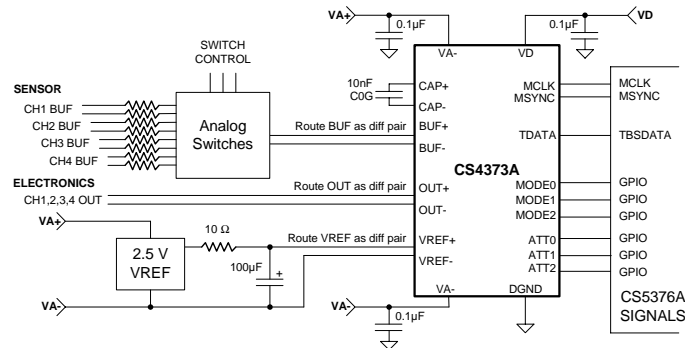 VA+
0.1µF
0.1µF
VD
SWITCH
CONTROL
VA-
VD
SENSOR
CH1 BUF
CH2 BUF
CH3 BUF
CH4 BUF
Analog
Switches
10nF
C0G
CAP+
CAP-
MCLK
MSYNC
MCLK
MSYNC
Route BUF as diff pair
BUF+
BUF-
TDATA
TBSDATA
CS4373A
ELECTRONICS
CH1,2,3,4 OUT
Route OUT as diff pair
OUT+
OUT-
MODE0
MODE1
MODE2
GPIO
GPIO
GPIO
VA+
10 Ω
2.5 V
VREF
Route VREF as diff pair
VREF+
VREF-
100µF
+
ATT0
ATT1
ATT2
GPIO
GPIO
GPIO
VA-
VA-
0.1µF
VA-
DGND
CS5376A
SIGNALS